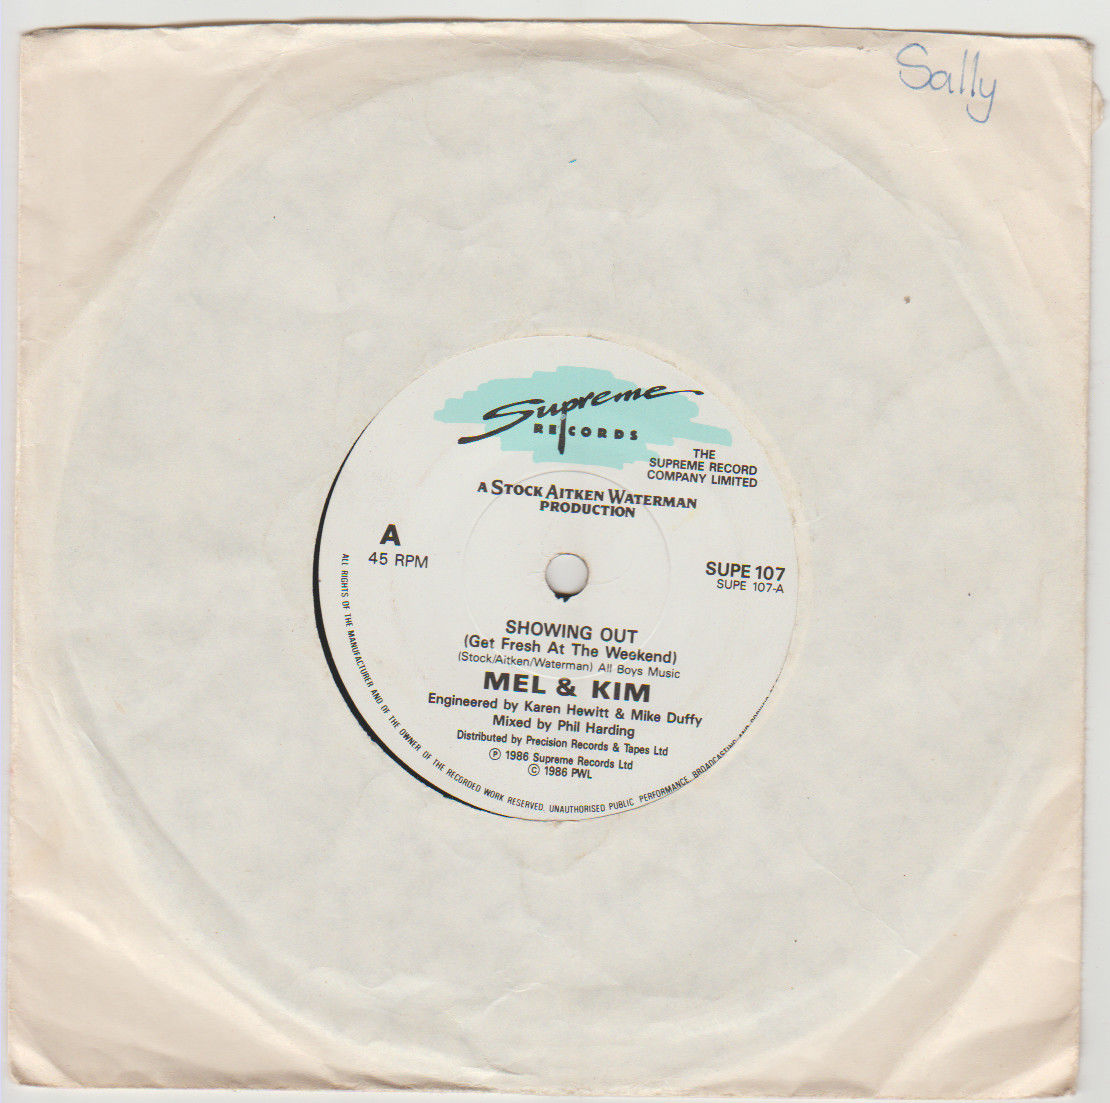 Sally
Supreme
RECORDS
THE
SUPREME RECORD
COMPANY LIMITED
A STOCK AITKEN WATERMAN
PRODUCTION
A
45 RPM
SUPE 107
SUPE 107-A
SHOWING OUT
(Get Fresh At The Weekend)
(Stock/Aitken/Waterman) All Boys Music
MEL & KIM
Engineered by Karen Hewitt & Mike Duffy
Mixed by Phil Harding
Distributed by Precision Records & Tapes Ltd
℗ 1986 Supreme Records Ltd
© 1986 PWL
ALL RIGHTS OF THE MANUFACTURER AND OF THE OWNER OF THE RECORDED WORK RESERVED. UNAUTHORISED PUBLIC PERFORMANCE, BROADCASTING AND